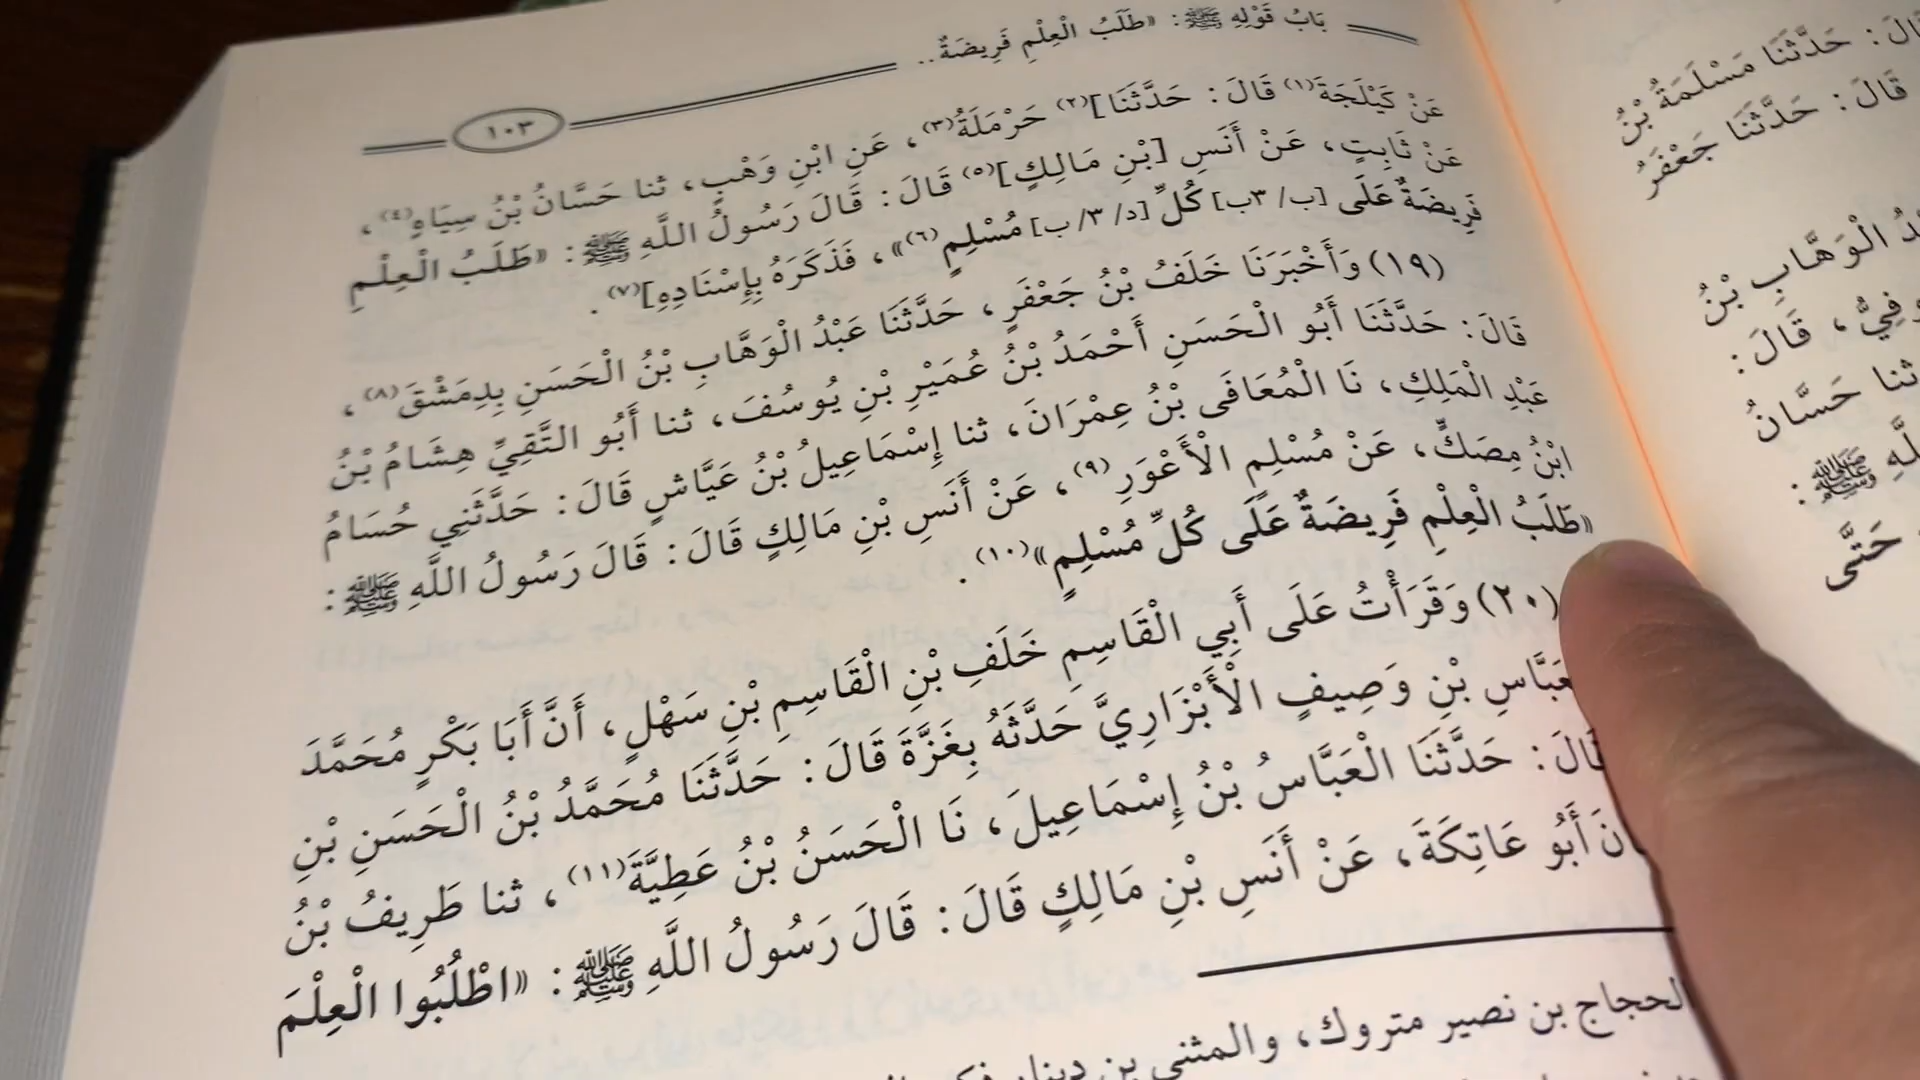 باب قَوْلِهِ ﷺ: «طَلَبُ الْعِلْمِ فَرِيضَةٌ..
١٠٣
عَنْ كَيْلَجَةَ(١) قَالَ: حَدَّثَنَا](٢) حَرْمَلَةُ(٣)، عَنِ ابْنِ وَهْبٍ، ثنا حَسَّانُ بْنُ سِيَاهٍ(٤)،
عَنْ ثَابِتٍ، عَنْ أَنَسِ [بْنِ مَالِكٍ](٥) قَالَ: قَالَ رَسُولُ اللَّهِ ﷺ: «طَلَبُ الْعِلْمِ
فَرِيضَةٌ عَلَى [ب/ ٣ب] كُلِّ [د/ ٣/ ب] مُسْلِمٍ(٦)»، فَذَكَرَهُ بِإِسْنَادِهِ](٧).
(١٩) وَأَخْبَرَنَا خَلَفُ بْنُ جَعْفَرٍ، حَدَّثَنَا عَبْدُ الْوَهَّابِ بْنُ الْحَسَنِ بِدِمَشْقَ(٨)،
قَالَ: حَدَّثَنَا أَبُو الْحَسَنِ أَحْمَدُ بْنُ عُمَيْرِ بْنِ يُوسُفَ، ثنا أَبُو التَّقِيِّ هِشَامُ بْنُ
عَبْدِ الْمَلِكِ، نَا الْمُعَافَى بْنُ عِمْرَانَ، ثنا إِسْمَاعِيلُ بْنُ عَيَّاشٍ قَالَ: حَدَّثَنِي حُسَامُ
ابْنُ مِصَكٍّ، عَنْ مُسْلِمِ الْأَعْوَرِ(٩)، عَنْ أَنَسِ بْنِ مَالِكٍ قَالَ: قَالَ رَسُولُ اللَّهِ ﷺ:
«طَلَبُ الْعِلْمِ فَرِيضَةٌ عَلَى كُلِّ مُسْلِمٍ»(١٠).
(٢٠) وَقَرَأْتُ عَلَى أَبِي الْقَاسِمِ خَلَفِ بْنِ الْقَاسِمِ بْنِ سَهْلٍ، أَنَّ أَبَا بَكْرٍ مُحَمَّدَ
بْنِ وَصِيفٍ الْأَبْزَارِيَّ حَدَّثَهُ بِغَزَّةَ قَالَ: حَدَّثَنَا مُحَمَّدُ بْنُ الْحَسَنِ بْنِ
قَالَ: حَدَّثَنَا الْعَبَّاسُ بْنُ إِسْمَاعِيلَ، نَا الْحَسَنُ بْنُ عَطِيَّةَ(١١)، ثنا طَرِيفُ بْنُ
أَبُو عَاتِكَةَ، عَنْ أَنَسِ بْنِ مَالِكٍ قَالَ: قَالَ رَسُولُ اللَّهِ ﷺ: «اطْلُبُوا الْعِلْمَ
الحجاج بن نصير متروك، والمثنى بن دينار
قَالَ: حَدَّثَنَا مَسْلَمَةُ بْنُ
قَالَ: حَدَّثَنَا جَعْفَرُ
الْوَهَّابِ بْنُ
قَالَ:
ثنا حَسَّانُ
ﷺ:
حَتَّى